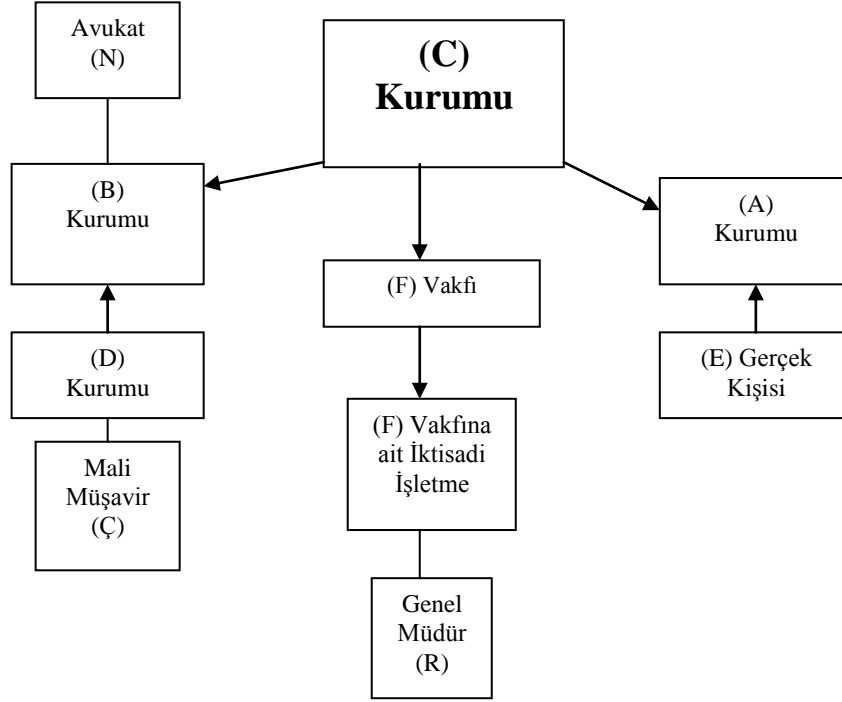 Avukat
(N)
(C)
Kurumu
(B)
Kurumu
(A)
Kurumu
(F) Vakfı
(D)
Kurumu
(E) Gerçek
Kişisi
(F) Vakfına
ait İktisadi
İşletme
Mali
Müşavir
(Ç)
Genel
Müdür
(R)